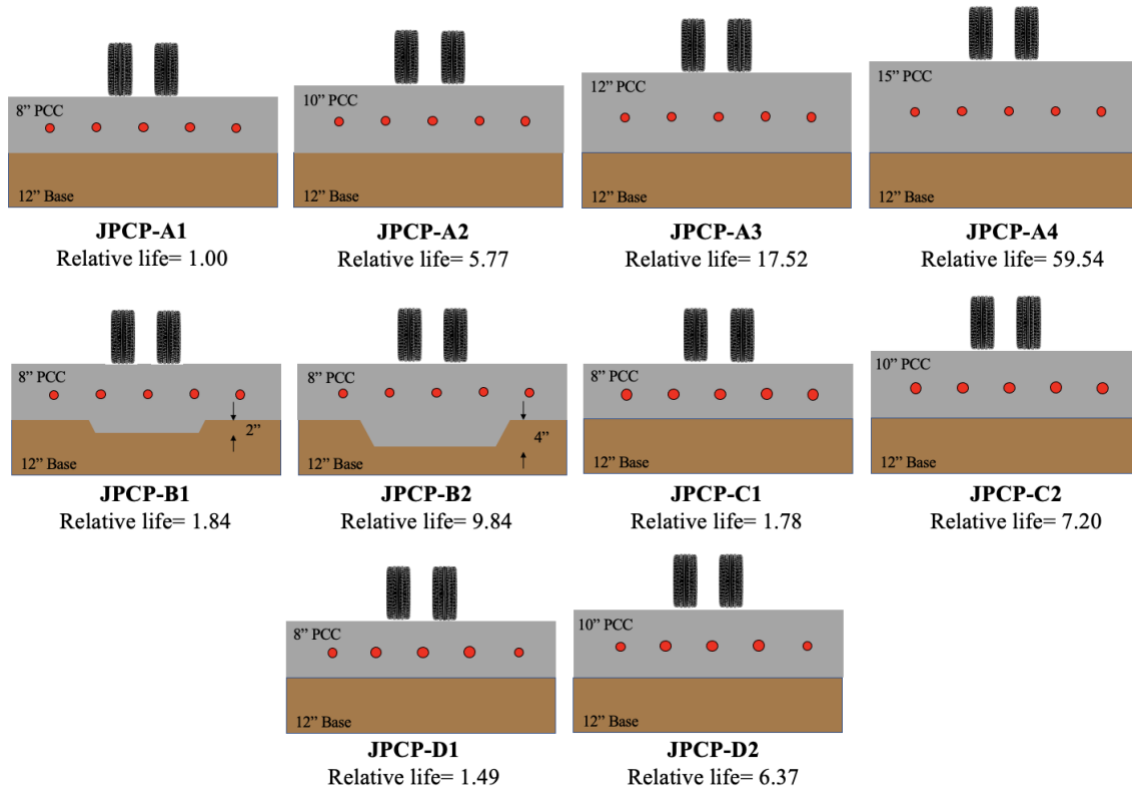 8” PCC
12” Base
JPCP-A1
Relative life= 1.00
10” PCC
12” Base
JPCP-A2
Relative life= 5.77
12” PCC
12” Base
JPCP-A3
Relative life= 17.52
15” PCC
12” Base
JPCP-A4
Relative life= 59.54
8” PCC
2”
12” Base
JPCP-B1
Relative life= 1.84
8” PCC
4”
12” Base
JPCP-B2
Relative life= 9.84
8” PCC
12” Base
JPCP-C1
Relative life= 1.78
10” PCC
12” Base
JPCP-C2
Relative life= 7.20
8” PCC
12” Base
JPCP-D1
Relative life= 1.49
10” PCC
12” Base
JPCP-D2
Relative life= 6.37